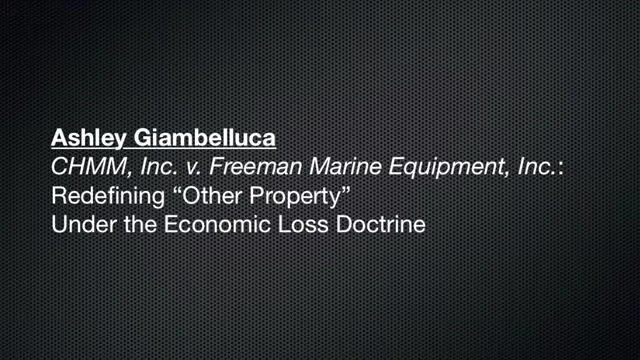 Ashley Giambelluca
CHMM, Inc. v. Freeman Marine Equipment, Inc.:
Redefining “Other Property”
Under the Economic Loss Doctrine